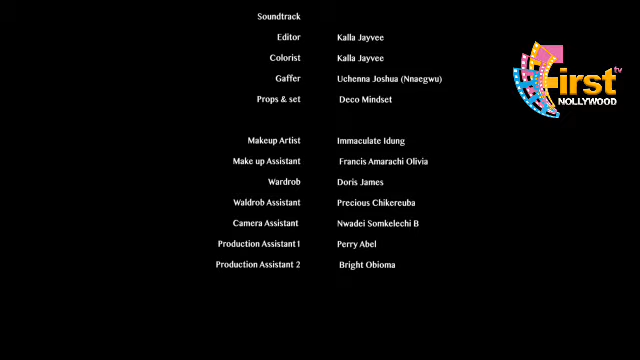 Soundtrack
Editor Kalla Jayvee
Colorist Kalla Jayvee
Gaffer Uchenna Joshua (Nnaegwu)
Props & set Deco Mindset
Makeup Artist Immaculate Idung
Make up Assistant Francis Amarachi Olivia
Wardrob Doris James
Waldrob Assistant Precious Chikereuba
Camera Assistant Nwadei Somkelechi B
Production Assistant 1 Perry Abel
Production Assistant 2 Bright Obioma
First tv
NOLLYWOOD